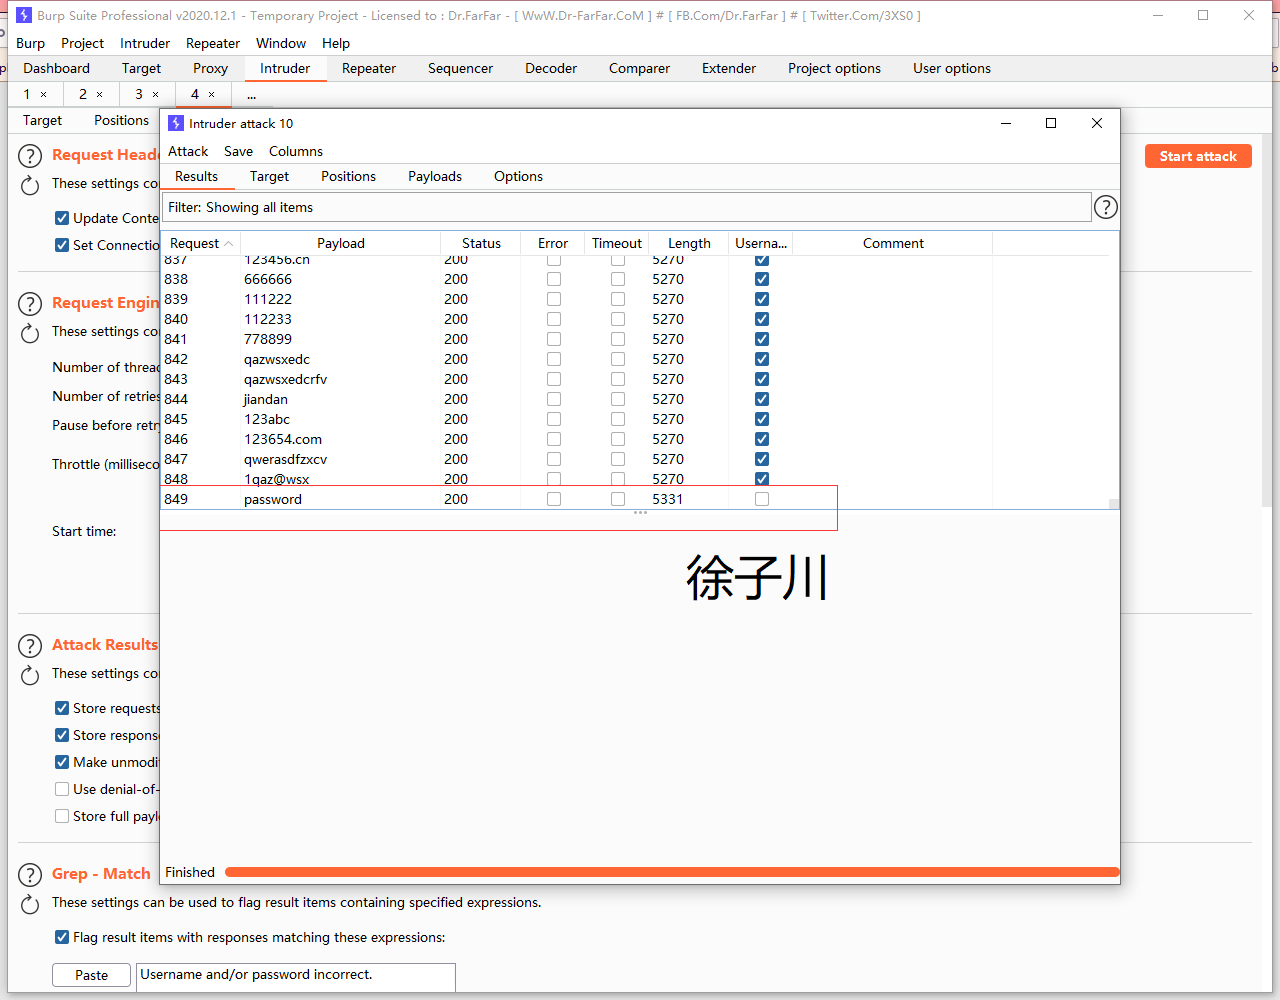 Burp Suite Professional v2020.12.1 - Temporary Project - Licensed to : Dr.FarFar - [ WwW.Dr-FarFar.CoM ] # [ FB.Com/Dr.FarFar ] # [ Twitter.Com/3XS0 ]
Burp Project Intruder Repeater Window Help
Dashboard Target Proxy Intruder Repeater Sequencer Decoder Comparer Extender Project options User options
1 × 2 × 3 × 4 × ...
Target Positions
Intruder attack 10
Attack Save Columns
Results Target Positions Payloads Options
Filter: Showing all items
Request Payload Status Error Timeout Length Userna... Comment
837 123456.cn 200 5270
838 666666 200 5270
839 111222 200 5270
840 112233 200 5270
841 778899 200 5270
842 qazwsxedc 200 5270
843 qazwsxedcrfv 200 5270
844 jiandan 200 5270
845 123abc 200 5270
846 123654.com 200 5270
847 qwerasdfzxcv 200 5270
848 1qaz@wsx 200 5270
849 password 200 5331
徐子川
Finished
Start attack
Request Heade
These settings co
Update Conte
Set Connectio
Request Engin
These settings co
Number of threa
Number of retries
Pause before retr
Throttle (milliseco
Start time:
Attack Results
These settings co
Store requests
Store respons
Make unmodi
Use denial-of-
Store full payl
Grep - Match
These settings can be used to flag result items containing specified expressions.
Flag result items with responses matching these expressions:
Paste
Username and/or password incorrect.